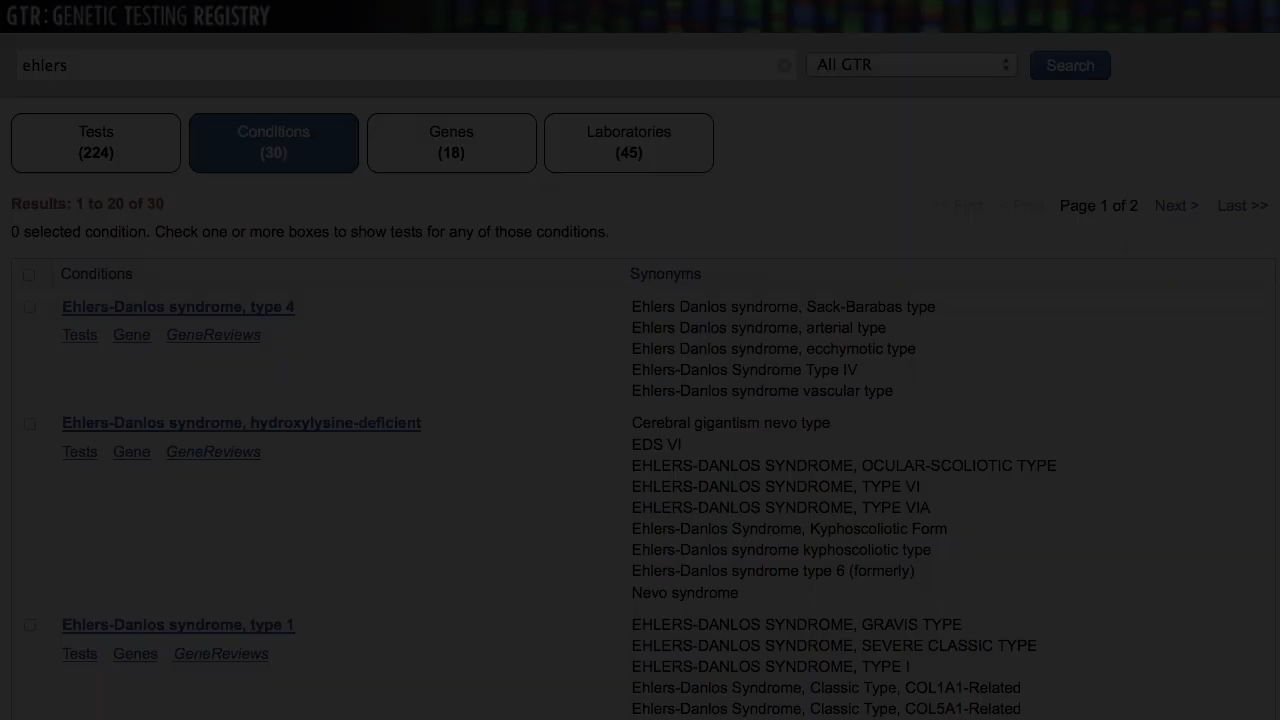 GTR: GENETIC TESTING REGISTRY
ehlers
All GTR
Search
Tests
(224)
Conditions
(30)
Genes
(18)
Laboratories
(45)
Results: 1 to 20 of 30
<< First < Prev Page 1 of 2 Next > Last >>
0 selected condition. Check one or more boxes to show tests for any of those conditions.
Conditions Synonyms
Ehlers-Danlos syndrome, type 4
Tests Gene GeneReviews
Ehlers Danlos syndrome, Sack-Barabas type
Ehlers Danlos syndrome, arterial type
Ehlers Danlos syndrome, ecchymotic type
Ehlers-Danlos Syndrome Type IV
Ehlers-Danlos syndrome vascular type
Ehlers-Danlos syndrome, hydroxylysine-deficient
Tests Gene GeneReviews
Cerebral gigantism nevo type
EDS VI
EHLERS-DANLOS SYNDROME, OCULAR-SCOLIOTIC TYPE
EHLERS-DANLOS SYNDROME, TYPE VI
EHLERS-DANLOS SYNDROME, TYPE VIA
Ehlers-Danlos Syndrome, Kyphoscoliotic Form
Ehlers-Danlos syndrome kyphoscoliotic type
Ehlers-Danlos syndrome type 6 (formerly)
Nevo syndrome
Ehlers-Danlos syndrome, type 1
Tests Genes GeneReviews
EHLERS-DANLOS SYNDROME, GRAVIS TYPE
EHLERS-DANLOS SYNDROME, SEVERE CLASSIC TYPE
EHLERS-DANLOS SYNDROME, TYPE I
Ehlers-Danlos Syndrome, Classic Type, COL1A1-Related
Ehlers-Danlos Syndrome, Classic Type, COL5A1-Related